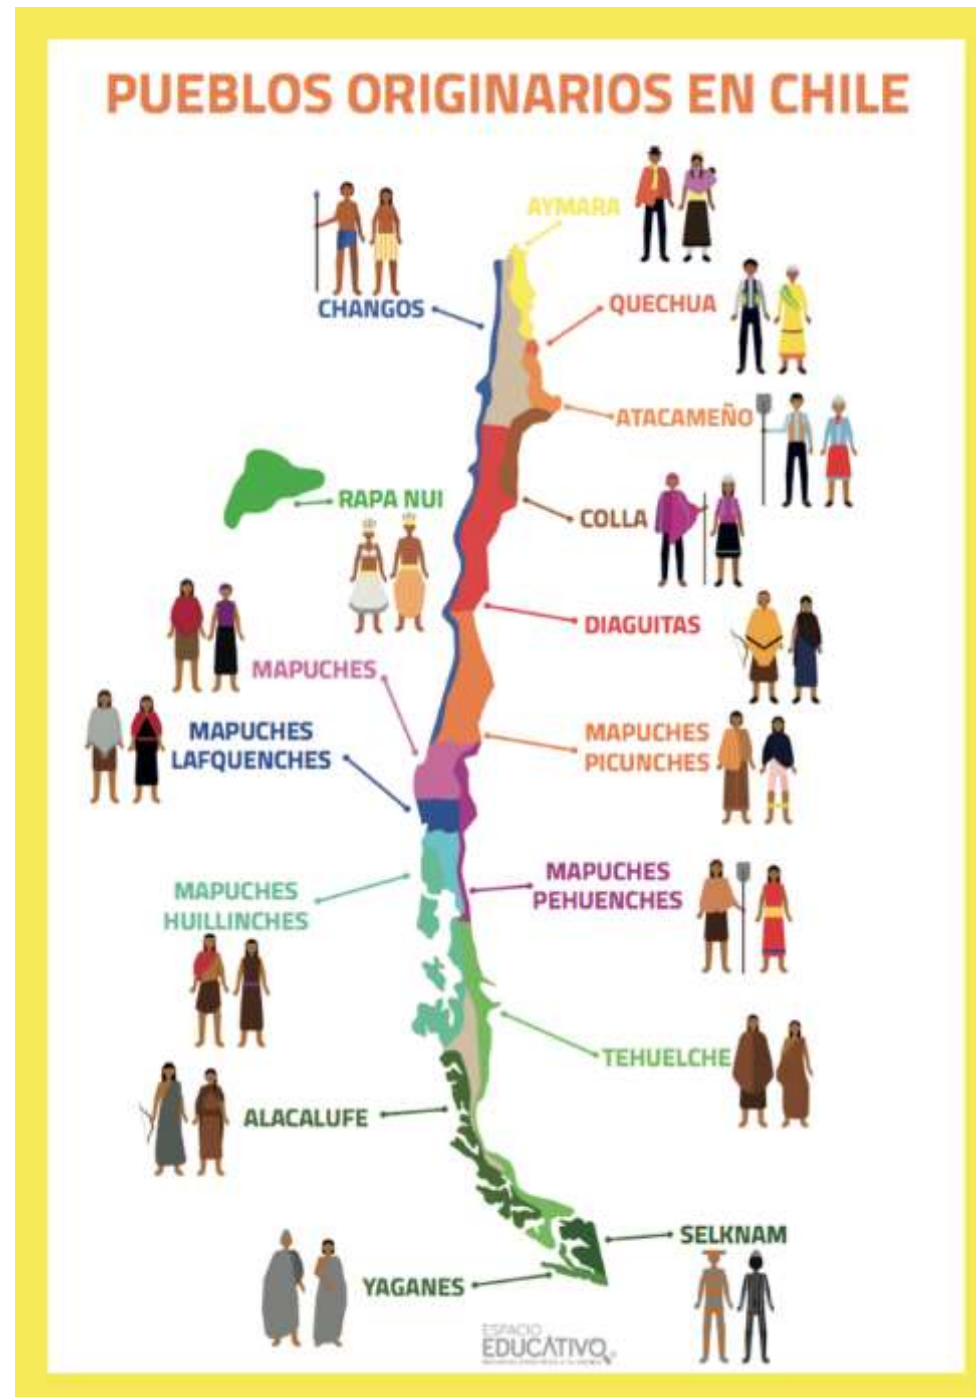 PUEBLOS ORIGINARIOS EN CHILE
AYMARA
CHANGOS
QUECHUA
ATACAMEÑO
RAPA NUI
COLLA
DIAGUITAS
MAPUCHES
MAPUCHES
LAFQUENCHES
MAPUCHES
PICUNCHES
MAPUCHES
PEHUENCHES
MAPUCHES
HUILLINCHES
TEHUELCHE
ALACALUFE
SELKNAM
YAGANES
ESPACIO
EDUCATIVO